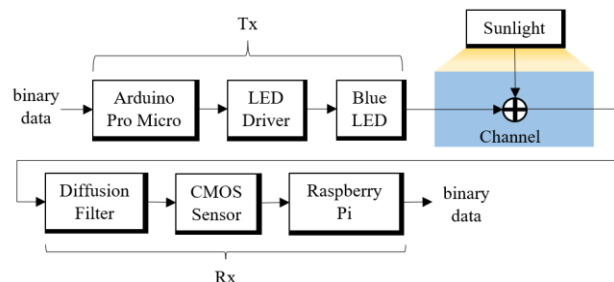 Tx
Sunlight
binary
data
Arduino
Pro Micro
LED
Driver
Blue
LED
Channel
Diffusion
Filter
CMOS
Sensor
Raspberry
Pi
binary
data
Rx